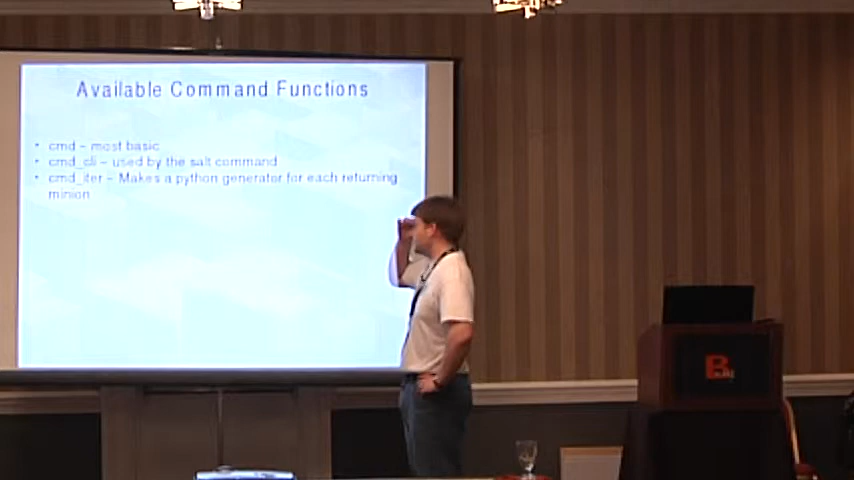 Available Command Functions
• cmd – most basic
• cmd_cli – used by the salt command
• cmd_iter – Makes a python generator for each returning
minion